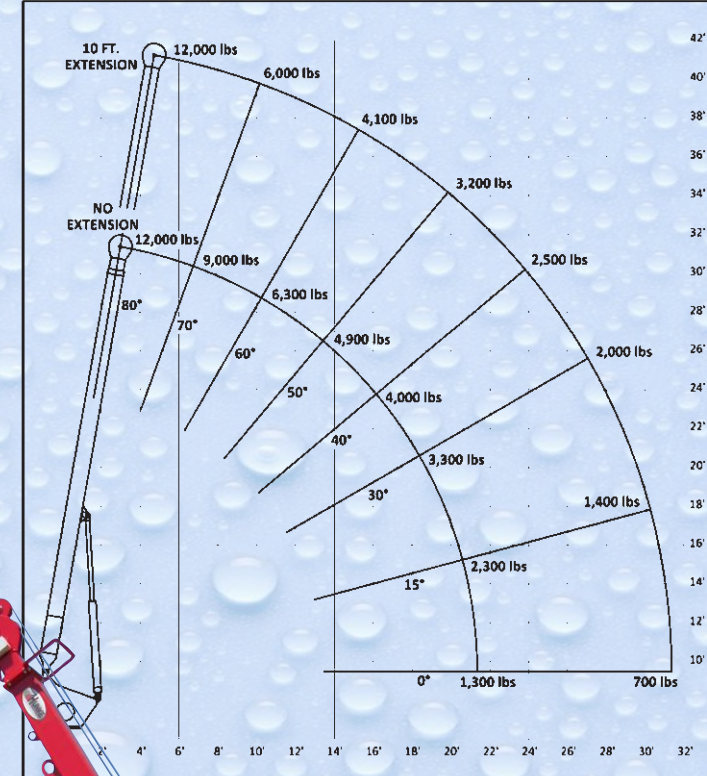 42'
10 FT.
EXTENSION
12,000 lbs
6,000 lbs
40'
38'
4,100 lbs
36'
3,200 lbs
34'
NO
EXTENSION
12,000 lbs
32'
9,000 lbs
2,500 lbs
30'
6,300 lbs
80°
28'
70°
4,900 lbs
60°
2,000 lbs
26'
50°
4,000 lbs
24'
40°
22'
3,300 lbs
30°
20'
1,400 lbs
18'
16'
2,300 lbs
15°
14'
12'
10'
0°
1,300 lbs
700 lbs
2' 4' 6' 8' 10' 12' 14' 16' 18' 20' 22' 24' 26' 28' 30' 32'